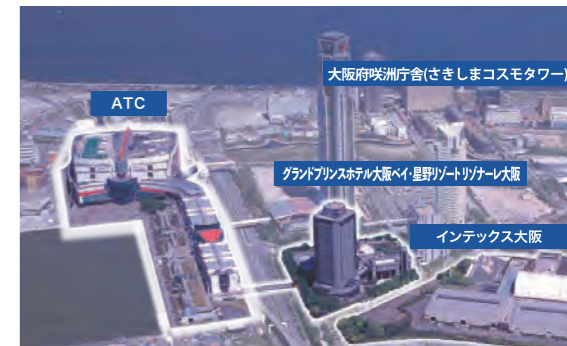 大阪府咲洲庁舎(さきしまコスモタワー)
ATC
グランドプリンスホテル大阪ベイ・星野リゾート リゾナーレ大阪
インテックス大阪